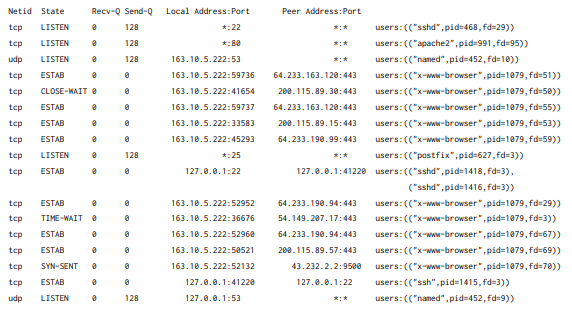 Netid State Recv-Q Send-Q Local Address:Port Peer Address:Port
tcp LISTEN 0 128 *:22 *:* users:(("sshd",pid=468,fd=29))
tcp LISTEN 0 128 *:80 *:* users:(("apache2",pid=991,fd=95))
udp LISTEN 0 128 163.10.5.222:53 *:* users:(("named",pid=452,fd=10))
tcp ESTAB 0 0 163.10.5.222:59736 64.233.163.120:443 users:(("x-www-browser",pid=1079,fd=51))
tcp CLOSE-WAIT 0 0 163.10.5.222:41654 200.115.89.30:443 users:(("x-www-browser",pid=1079,fd=50))
tcp ESTAB 0 0 163.10.5.222:59737 64.233.163.120:443 users:(("x-www-browser",pid=1079,fd=55))
tcp ESTAB 0 0 163.10.5.222:33583 200.115.89.15:443 users:(("x-www-browser",pid=1079,fd=53))
tcp ESTAB 0 0 163.10.5.222:45293 64.233.190.99:443 users:(("x-www-browser",pid=1079,fd=59))
tcp LISTEN 0 128 *:25 *:* users:(("postfix",pid=627,fd=3))
tcp ESTAB 0 0 127.0.0.1:22 127.0.0.1:41220 users:(("sshd",pid=1418,fd=3),
("sshd",pid=1416,fd=3))
tcp ESTAB 0 0 163.10.5.222:52952 64.233.190.94:443 users:(("x-www-browser",pid=1079,fd=29))
tcp TIME-WAIT 0 0 163.10.5.222:36676 54.149.207.17:443 users:(("x-www-browser",pid=1079,fd=3))
tcp ESTAB 0 0 163.10.5.222:52960 64.233.190.94:443 users:(("x-www-browser",pid=1079,fd=67))
tcp ESTAB 0 0 163.10.5.222:50521 200.115.89.57:443 users:(("x-www-browser",pid=1079,fd=69))
tcp SYN-SENT 0 0 163.10.5.222:52132 43.232.2.2:9500 users:(("x-www-browser",pid=1079,fd=70))
tcp ESTAB 0 0 127.0.0.1:41220 127.0.0.1:22 users:(("ssh",pid=1415,fd=3))
udp LISTEN 0 128 127.0.0.1:53 *:* users:(("named",pid=452,fd=9))